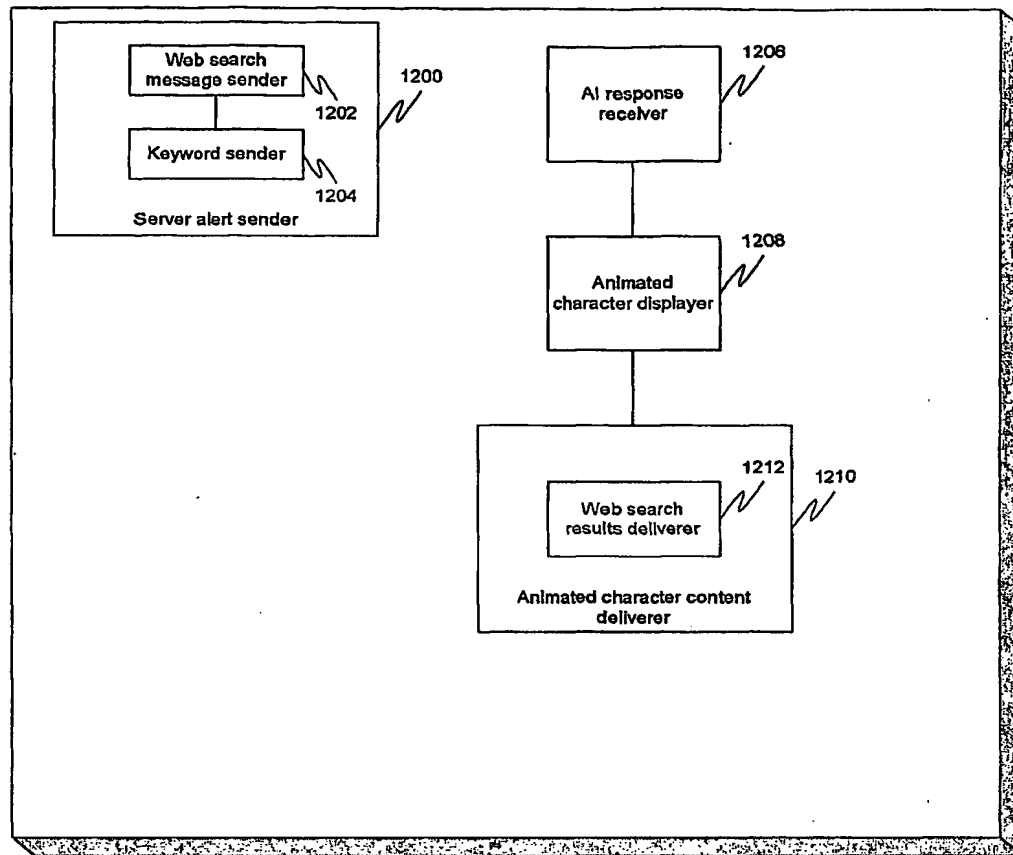 Web search
message sender
1202
1200
Keyword sender
1204
Server alert sender
1208
AI response
receiver
1208
Animated
character displayer
1212
1210
Web search
results deliverer
Animated character content
deliverer